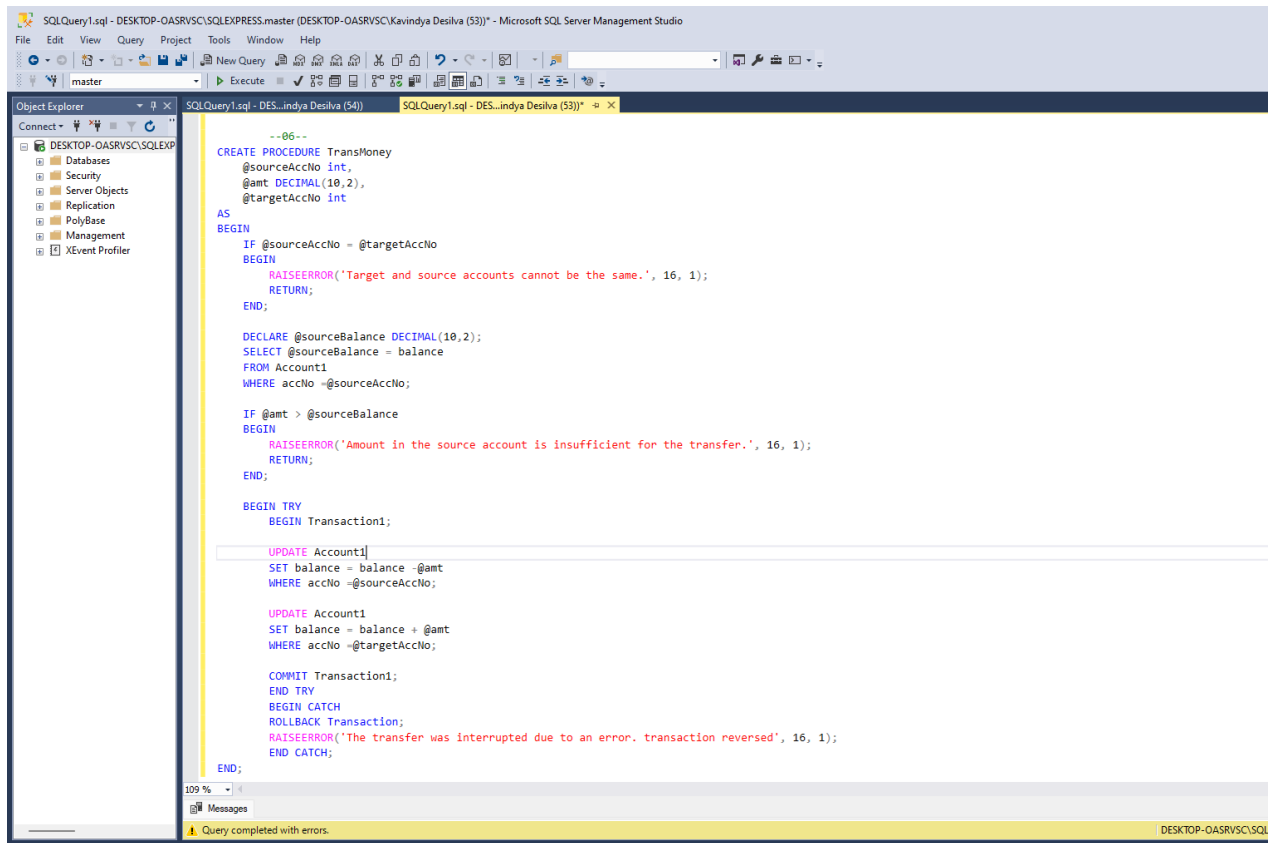 SQLQuery1.sql - DESKTOP-OASRVSC\SQLEXPRESS.master (DESKTOP-OASRVSC\Kavindya Desilva (53))* - Microsoft SQL Server Management Studio
File Edit View Query Project Tools Window Help
New Query
master Execute
Object Explorer
SQLQuery1.sql - DES...indya Desilva (54))
SQLQuery1.sql - DES...indya Desilva (53))*
Connect
DESKTOP-OASRVSC\SQLEXP
Databases
Security
Server Objects
Replication
PolyBase
Management
XEvent Profiler
--06--
CREATE PROCEDURE TransMoney
@sourceAccNo int,
@amt DECIMAL(10,2),
@targetAccNo int
AS
BEGIN
IF @sourceAccNo = @targetAccNo
BEGIN
RAISEERROR('Target and source accounts cannot be the same.', 16, 1);
RETURN;
END;
DECLARE @sourceBalance DECIMAL(10,2);
SELECT @sourceBalance = balance
FROM Account1
WHERE accNo =@sourceAccNo;
IF @amt > @sourceBalance
BEGIN
RAISEERROR('Amount in the source account is insufficient for the transfer.', 16, 1);
RETURN;
END;
BEGIN TRY
BEGIN Transaction1;
UPDATE Account1
SET balance = balance -@amt
WHERE accNo =@sourceAccNo;
UPDATE Account1
SET balance = balance + @amt
WHERE accNo =@targetAccNo;
COMMIT Transaction1;
END TRY
BEGIN CATCH
ROLLBACK Transaction;
RAISEERROR('The transfer was interrupted due to an error. transaction reversed', 16, 1);
END CATCH;
END;
109 %
Messages
Query completed with errors.
DESKTOP-OASRVSC\SQL